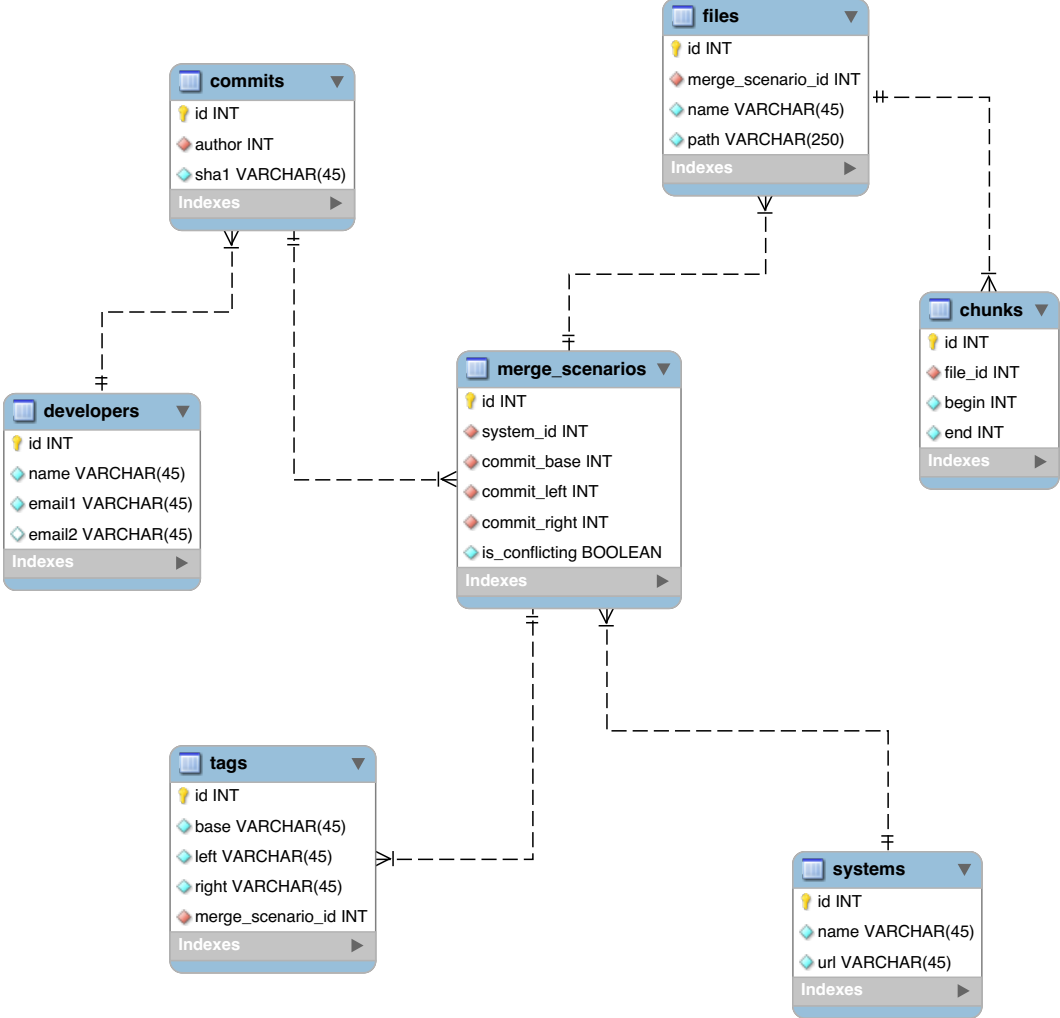 files
id INT
merge_scenario_id INT
name VARCHAR(45)
path VARCHAR(250)
Indexes
commits
id INT
author INT
sha1 VARCHAR(45)
Indexes
chunks
id INT
file_id INT
begin INT
end INT
Indexes
merge_scenarios
id INT
system_id INT
commit_base INT
commit_left INT
commit_right INT
is_conflicting BOOLEAN
Indexes
developers
id INT
name VARCHAR(45)
email1 VARCHAR(45)
email2 VARCHAR(45)
Indexes
tags
id INT
base VARCHAR(45)
left VARCHAR(45)
right VARCHAR(45)
merge_scenario_id INT
Indexes
systems
id INT
name VARCHAR(45)
url VARCHAR(45)
Indexes